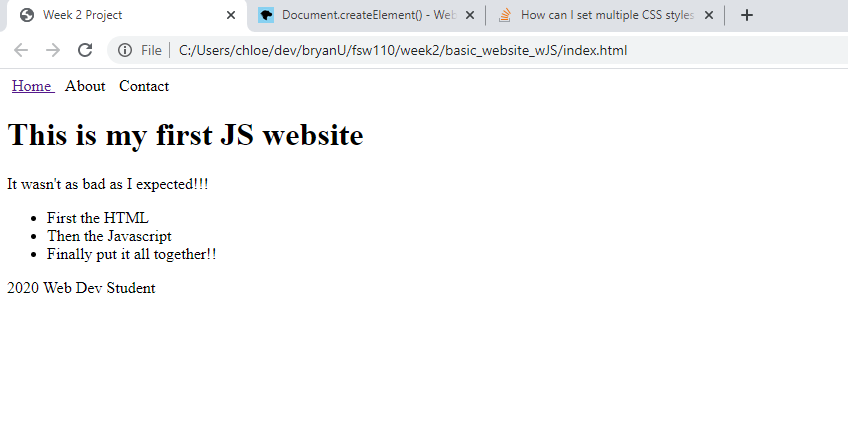 Week 2 Project
Document.createElement() - Web
How can I set multiple CSS styles
File C:/Users/chloe/dev/bryanU/fsw110/week2/basic_website_wJS/index.html
Home About Contact
This is my first JS website
It wasn't as bad as I expected!!!
First the HTML
Then the Javascript
Finally put it all together!!
2020 Web Dev Student